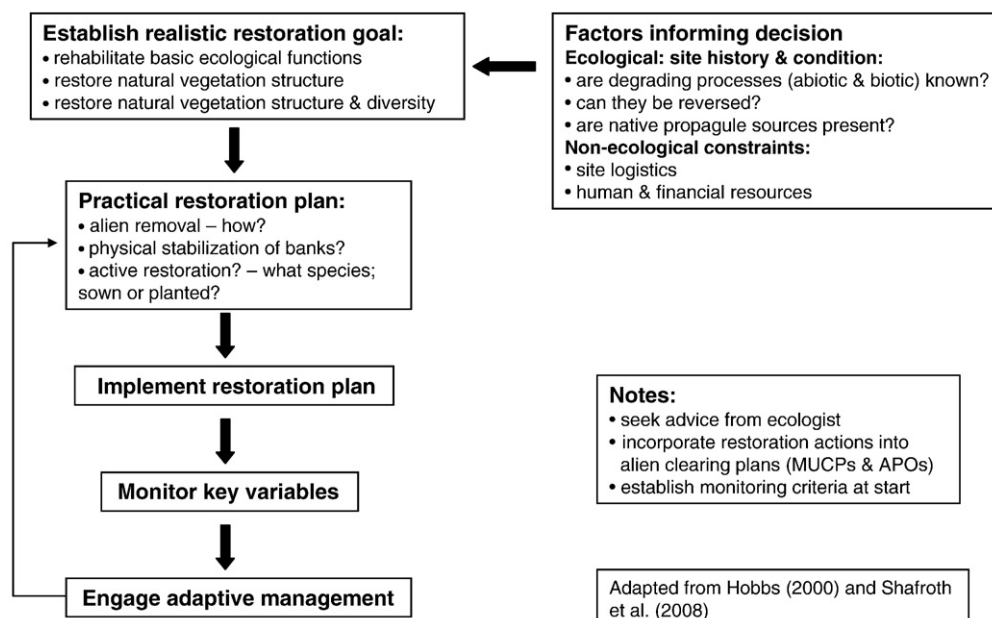 Establish realistic restoration goal:
• rehabilitate basic ecological functions
• restore natural vegetation structure
• restore natural vegetation structure & diversity
Factors informing decision
Ecological: site history & condition:
• are degrading processes (abiotic & biotic) known?
• can they be reversed?
• are native propagule sources present?
Non-ecological constraints:
• site logistics
• human & financial resources
Practical restoration plan:
• alien removal – how?
• physical stabilization of banks?
• active restoration? – what species;
sown or planted?
Implement restoration plan
Monitor key variables
Engage adaptive management
Notes:
• seek advice from ecologist
• incorporate restoration actions into
alien clearing plans (MUCPs & APOs)
• establish monitoring criteria at start
Adapted from Hobbs (2000) and Shafroth
et al. (2008)